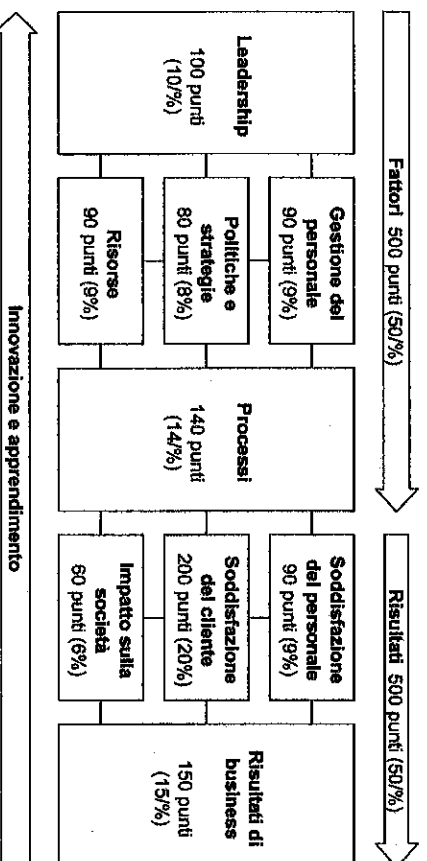 Fattori 500 punti (50/%)
Risultati 500 punti (50/%)
Leadership
100 punti
(10/%)
Gestione del
personale
90 punti (9%)
Politiche e
strategie
80 punti (8%)
Risorse
90 punti (9%)
Processi
140 punti
(14/%)
Soddisfazione
del personale
90 punti (9%)
Soddisfazione
del cliente
200 punti (20%)
Impatto sulla
società
60 punti (6%)
Risultati di
business
150 punti
(15/%)
Innovazione e apprendimento